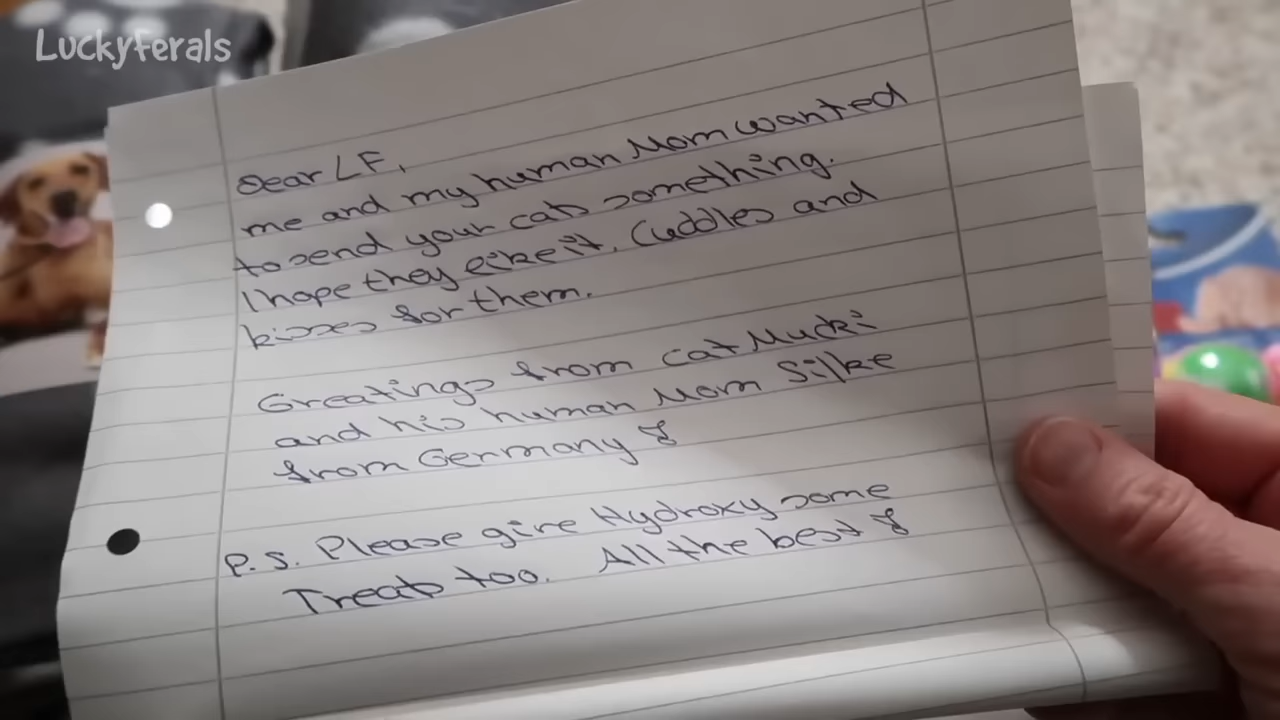 Luckyferals
Dear LF,
me and my human Mom wanted
to send your cats something.
I hope they like it. Cuddles and
kisses for them.
Greatings from cat Mucki
and his human Mom Silke
from Germany
P.S. Please give Hydroxy some
Treats too. All the best